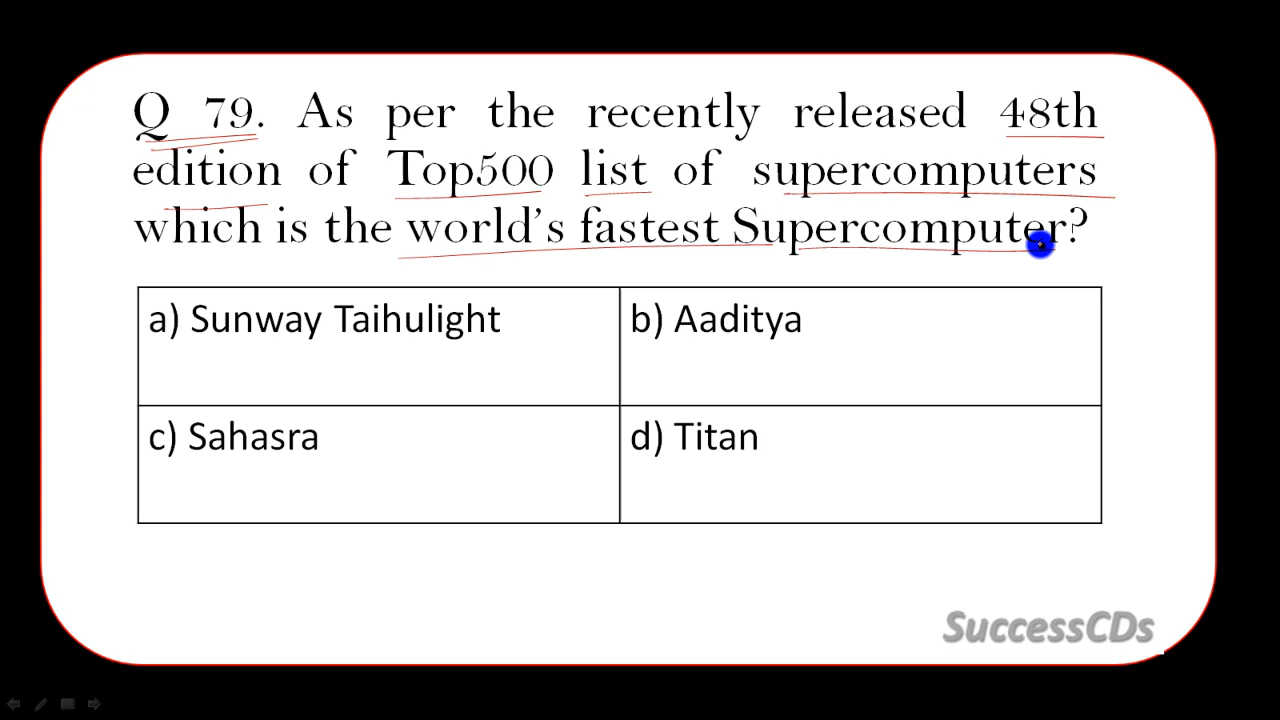 Q 79. As per the recently released 48th
edition of Top500 list of supercomputers
which is the world's fastest Supercomputer?
a) Sunway Taihulight
b) Aaditya
c) Sahasra
d) Titan
SuccessCDs